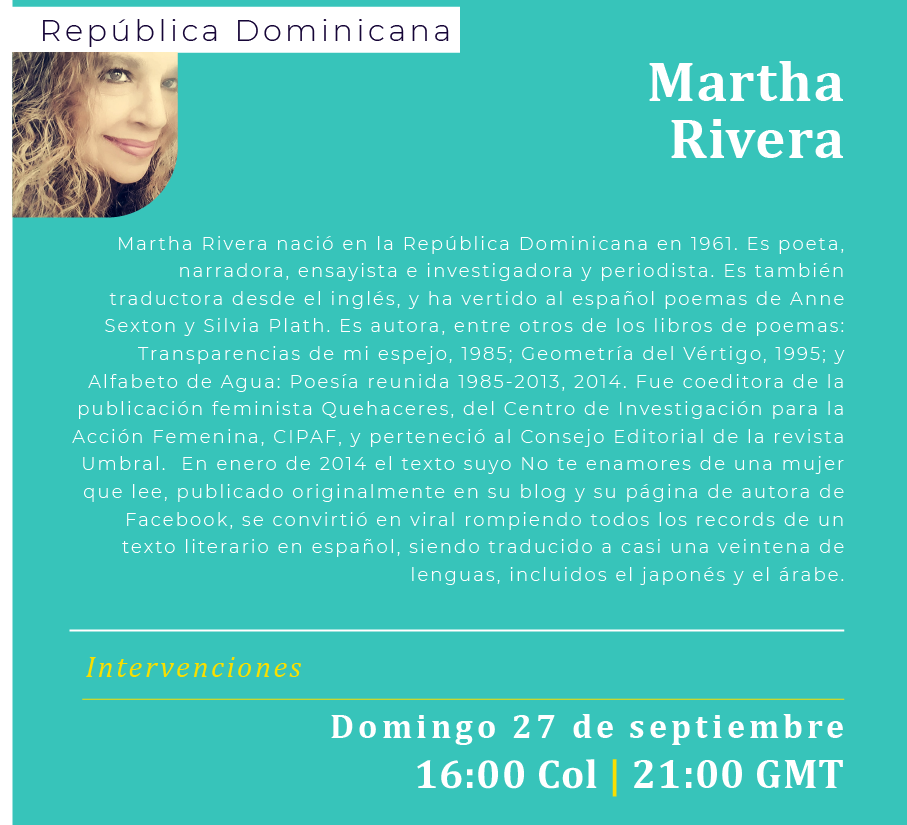 República Dominicana
Martha
Rivera
Martha Rivera nació en la República Dominicana en 1961. Es poeta,
narradora, ensayista e investigadora y periodista. Es también
traductora desde el inglés, y ha vertido al español poemas de Anne
Sexton y Silvia Plath. Es autora, entre otros de los libros de poemas:
Transparencias de mi espejo, 1985; Geometría del Vértigo, 1995; y
Alfabeto de Agua: Poesía reunida 1985-2013, 2014. Fue coeditora de la
publicación feminista Quehaceres, del Centro de Investigación para la
Acción Femenina, CIPAF, y perteneció al Consejo Editorial de la revista
Umbral.  En enero de 2014 el texto suyo No te enamores de una mujer
que lee, publicado originalmente en su blog y su página de autora de
Facebook, se convirtió en viral rompiendo todos los records de un
texto literario en español, siendo traducido a casi una veintena de
lenguas, incluidos el japonés y el árabe.
Intervenciones
Domingo 27 de septiembre
16:00 Col | 21:00 GMT